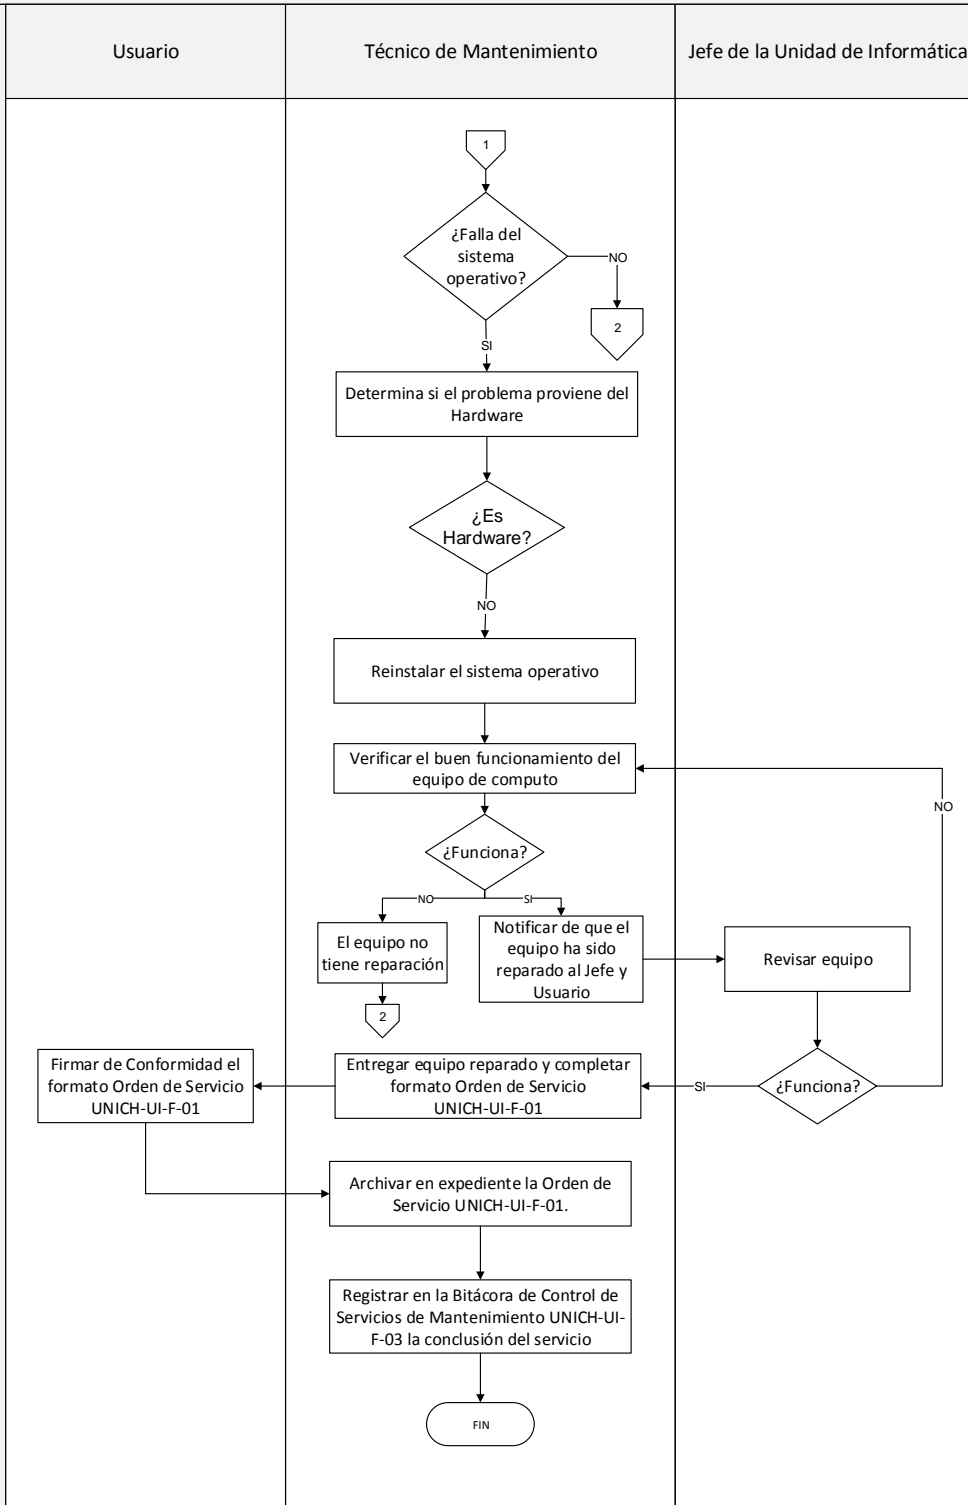 Usuario
Técnico de Mantenimiento
Jefe de la Unidad de Informática
1
¿Falla del
sistema
operativo?
NO
2
SI
Determina si el problema proviene del
Hardware
¿Es
Hardware?
NO
Reinstalar el sistema operativo
Verificar el buen funcionamiento del
equipo de computo
NO
¿Funciona?
NO
SI
El equipo no
tiene reparación
2
Notificar de que el
equipo ha sido
reparado al Jefe y
Usuario
Revisar equipo
¿Funciona?
SI
Entregar equipo reparado y completar
formato Orden de Servicio
UNICH-UI-F-01
Firmar de Conformidad el
formato Orden de Servicio
UNICH-UI-F-01
Archivar en expediente la Orden de
Servicio UNICH-UI-F-01.
Registrar en la Bitácora de Control de
Servicios de Mantenimiento UNICH-UI-
F-03 la conclusión del servicio
FIN